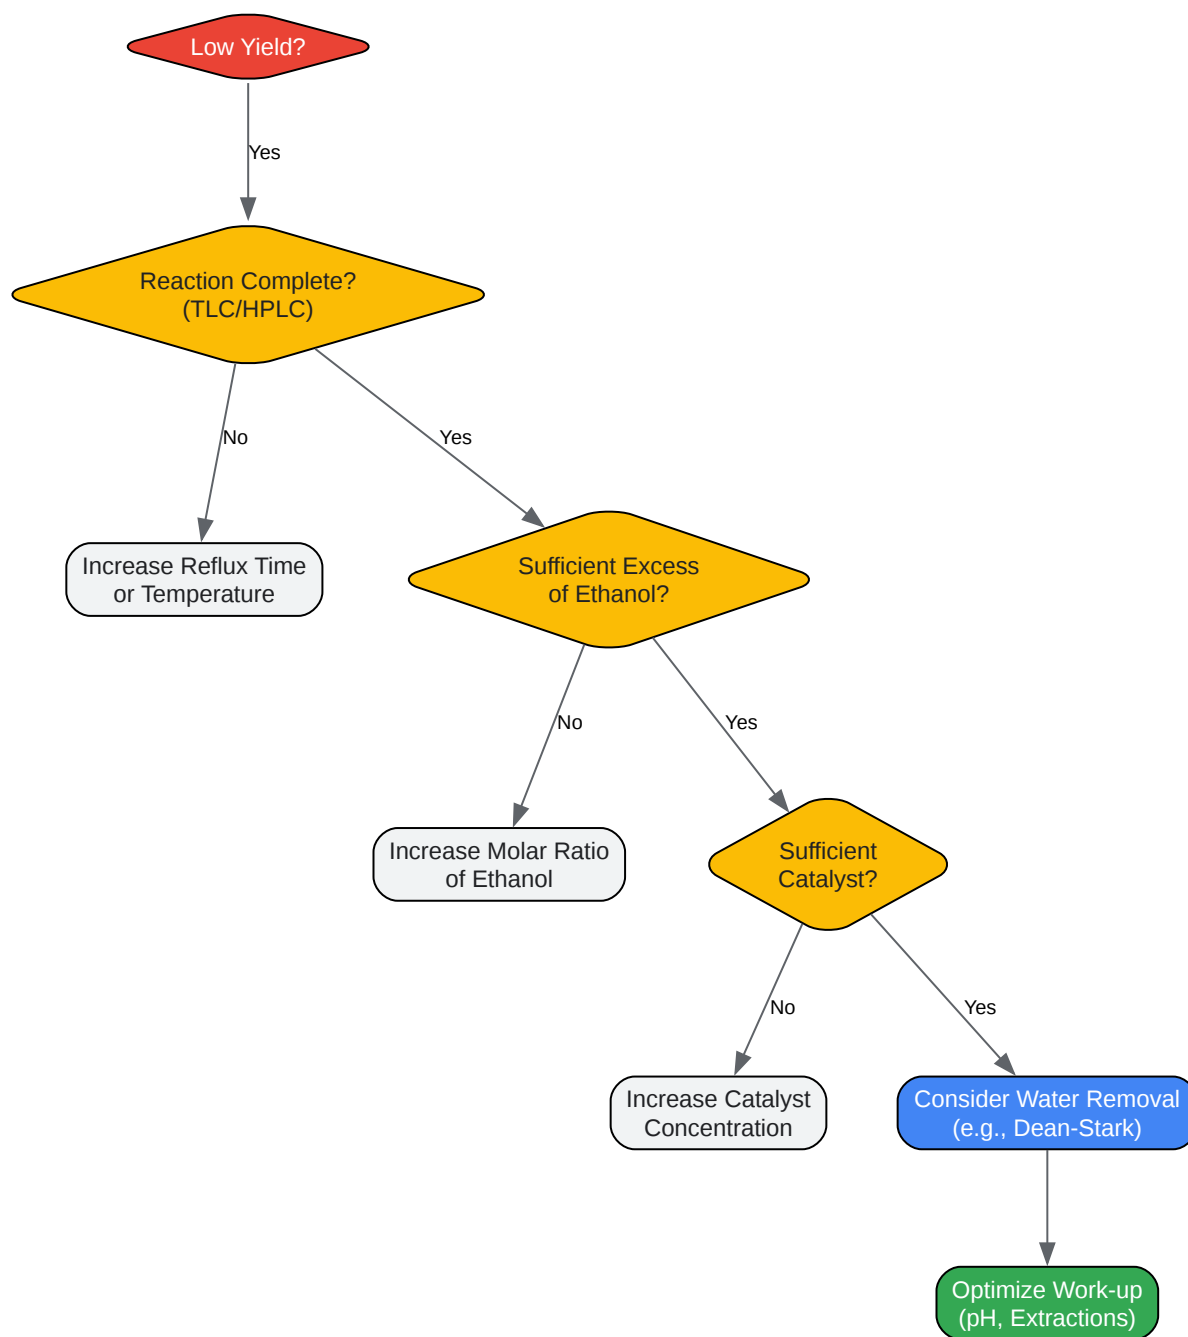 Low Yield?
Yes
Reaction Complete?
(TLC/HPLC)
No
Yes
Increase Reflux Time
or Temperature
Sufficient Excess
of Ethanol?
No
Yes
Increase Molar Ratio
of Ethanol
Sufficient
Catalyst?
No
Yes
Increase Catalyst
Concentration
Consider Water Removal
(e.g., Dean-Stark)
Optimize Work-up
(pH, Extractions)